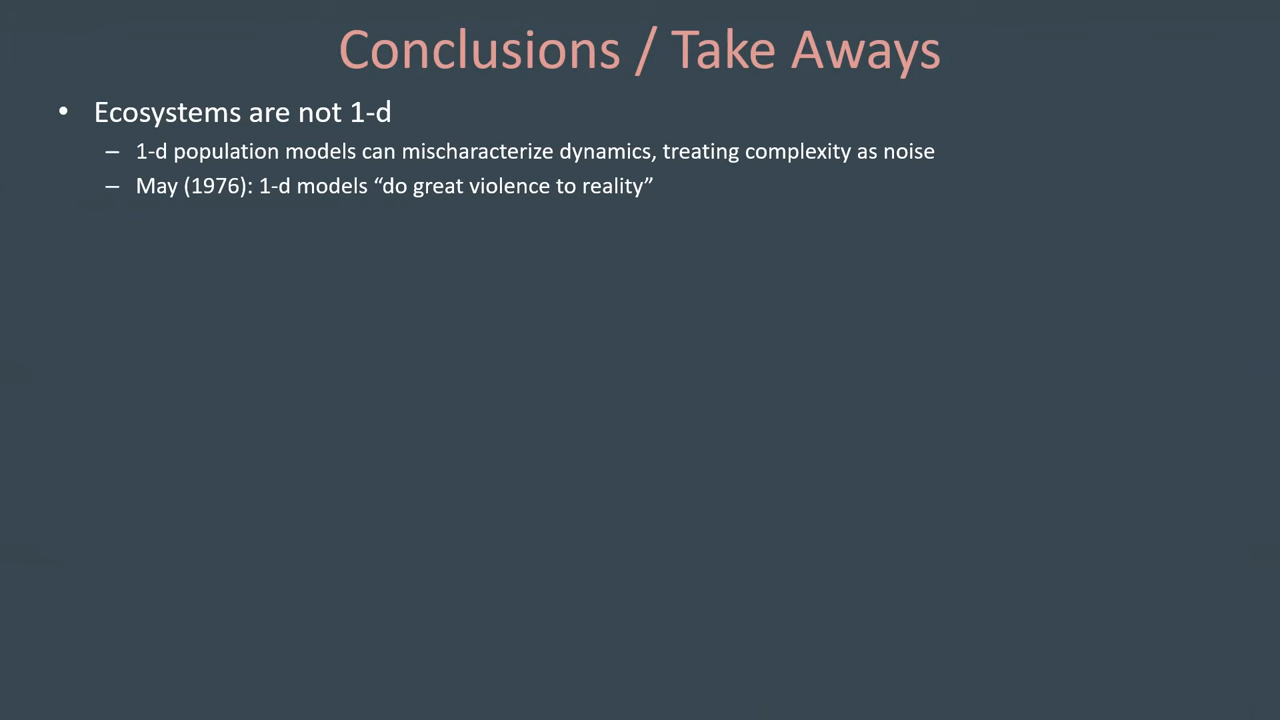 Conclusions / Take Aways
• Ecosystems are not 1-d
– 1-d population models can mischaracterize dynamics, treating complexity as noise
– May (1976): 1-d models “do great violence to reality”